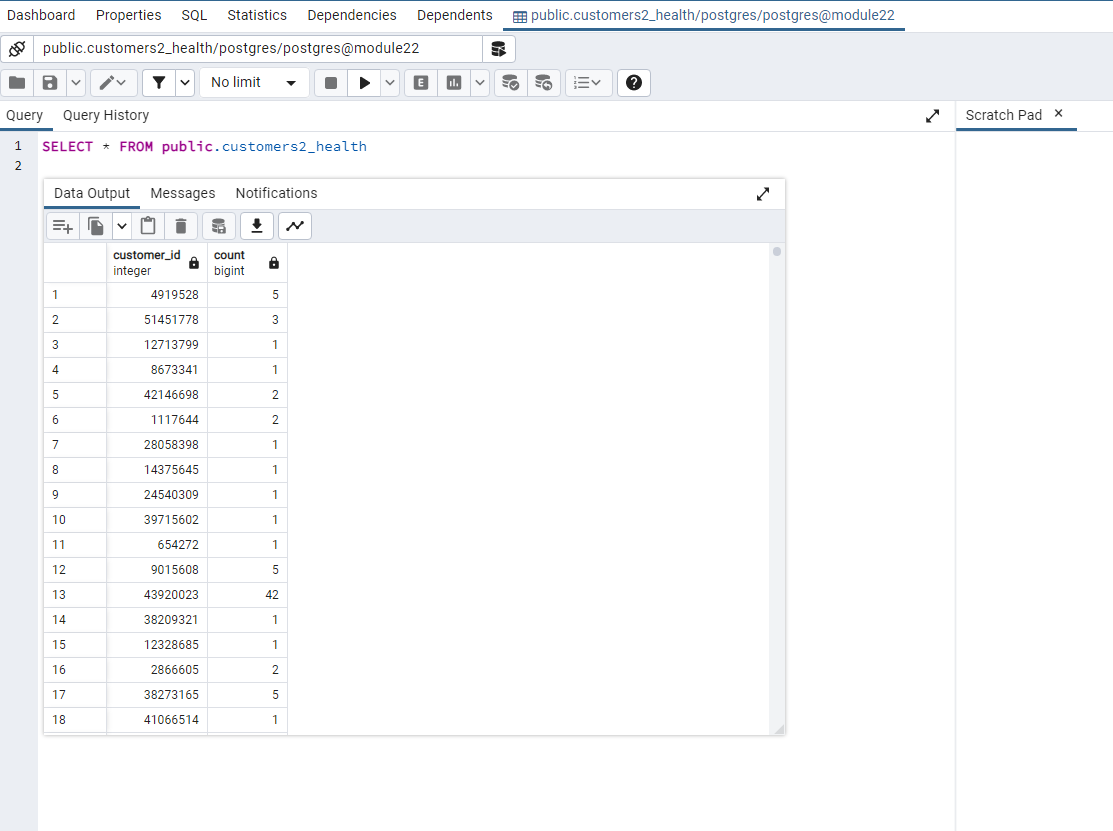 Dashboard Properties SQL Statistics Dependencies Dependents public.customers2_health/postgres/postgres@module22
public.customers2_health/postgres/postgres@module22
No limit E
Query Query History Scratch Pad
1 SELECT * FROM public.customers2_health
2
Data Output Messages Notifications
customer_id count
integer bigint
1 4919528 5
2 51451778 3
3 12713799 1
4 8673341 1
5 42146698 2
6 1117644 2
7 28058398 1
8 14375645 1
9 24540309 1
10 39715602 1
11 654272 1
12 9015608 5
13 43920023 42
14 38209321 1
15 12328685 1
16 2866605 2
17 38273165 5
18 41066514 1